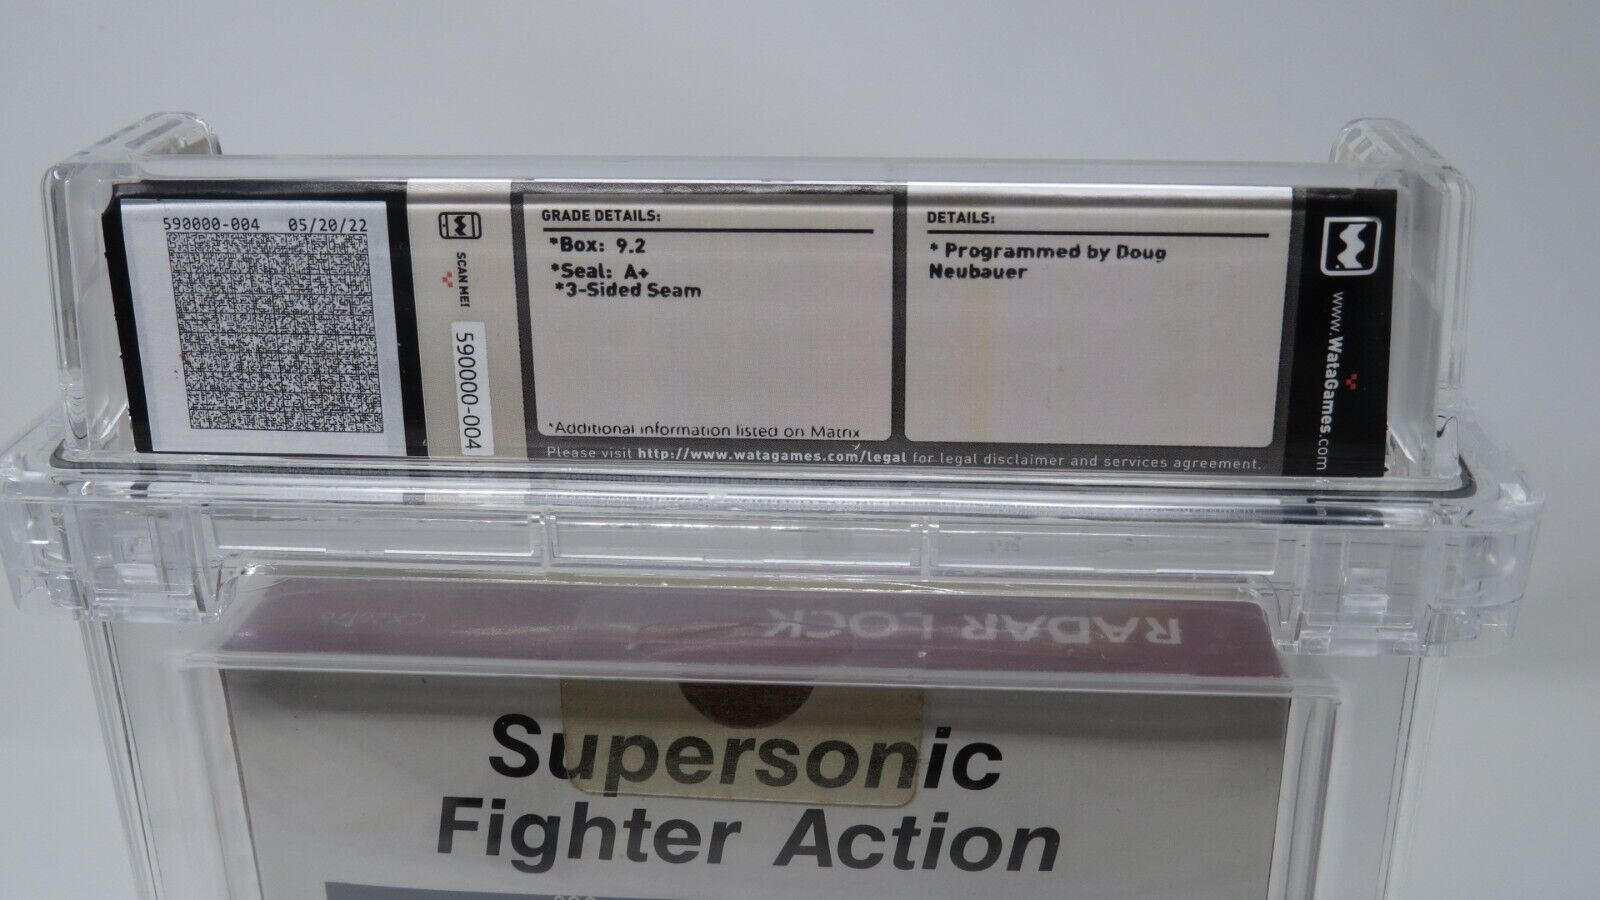 590000-004 05/20/22
SCAN ME!
590000-004
GRADE DETAILS:
*Box: 9.2
*Seal: A+
*3-Sided Seam
*Additional information listed on Matrix
DETAILS:
* Programmed by Doug
Neubauer
Please visit http://www.watagames.com/legal for legal disclaimer and services agreement.
www.WataGames.com
RADAR LOCK
Supersonic
Fighter Action